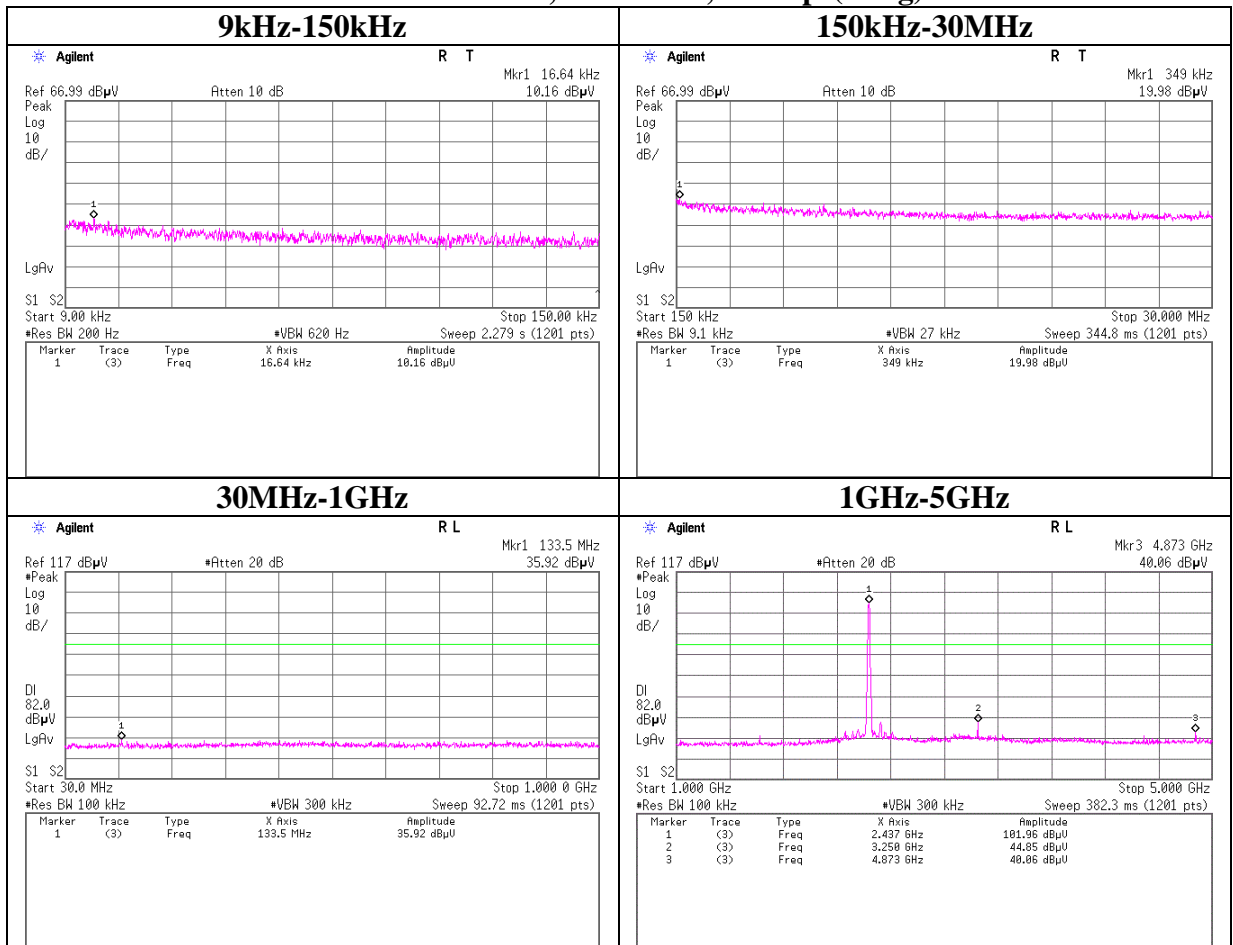 9kHz-150kHz
Agilent
R T
Mkr1 16.64 kHz
Ref 66.99 dBµV
Atten 10 dB
10.16 dBµV
Peak
Log
10
dB/
1
LgAv
S1 S2
Start 9.00 kHz
Stop 150.00 kHz
#Res BW 200 Hz
#VBW 620 Hz
Sweep 2.279 s (1201 pts)
Marker Trace Type X Axis Amplitude
1 (3) Freq 16.64 kHz 10.16 dBµV
150kHz-30MHz
Agilent
R T
Mkr1 349 kHz
Ref 66.99 dBµV
Atten 10 dB
19.98 dBµV
Peak
Log
10
dB/
1
LgAv
S1 S2
Start 150 kHz
Stop 30.000 MHz
#Res BW 9.1 kHz
#VBW 27 kHz
Sweep 344.8 ms (1201 pts)
Marker Trace Type X Axis Amplitude
1 (3) Freq 349 kHz 19.98 dBµV
30MHz-1GHz
Agilent
R L
Mkr1 133.5 MHz
Ref 117 dBµV
#Atten 20 dB
35.92 dBµV
#Peak
Log
10
dB/
DI
82.0
dBµV
1
LgAv
S1 S2
Start 30.0 MHz
Stop 1.000 0 GHz
#Res BW 100 kHz
#VBW 300 kHz
Sweep 92.72 ms (1201 pts)
Marker Trace Type X Axis Amplitude
1 (3) Freq 133.5 MHz 35.92 dBµV
1GHz-5GHz
Agilent
R L
Mkr3 4.873 GHz
Ref 117 dBµV
#Atten 20 dB
40.06 dBµV
#Peak
Log
10
dB/
1
DI
82.0
dBµV
2
3
LgAv
S1 S2
Start 1.000 GHz
Stop 5.000 GHz
#Res BW 100 kHz
#VBW 300 kHz
Sweep 382.3 ms (1201 pts)
Marker Trace Type X Axis Amplitude
1 (3) Freq 2.437 GHz 101.96 dBµV
2 (3) Freq 3.250 GHz 44.85 dBµV
3 (3) Freq 4.873 GHz 40.06 dBµV